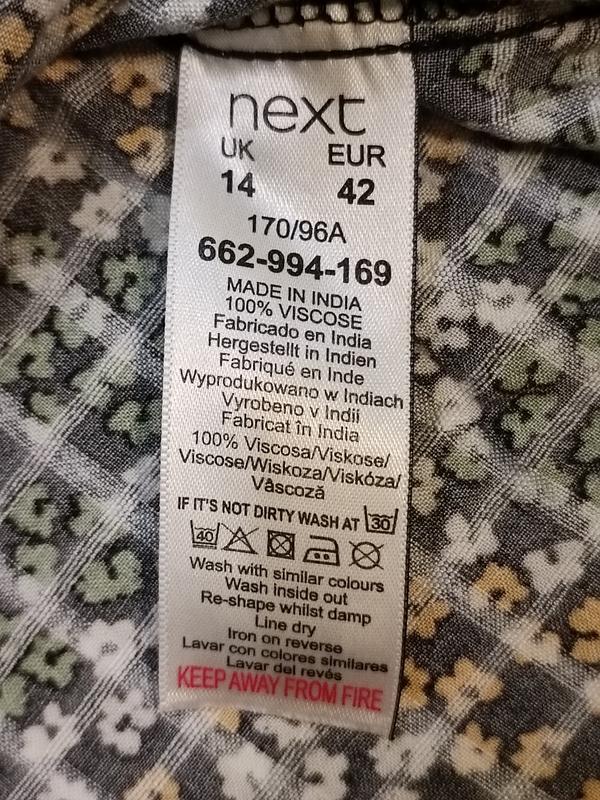 next
UK EUR
14 42
170/96A
662-994-169
MADE IN INDIA
100% VISCOSE
Fabricado en India
Hergestellt in Indien
Fabriqué en Inde
Wyprodukowano w Indiach
Vyrobeno v Indii
Fabricat în India
100% Viscosa/Viskose/
Viscose/Wiskoza/Viskóza/
Vâscoză
IF IT'S NOT DIRTY WASH AT 30
40
Wash with similar colours
Wash inside out
Re-shape whilst damp
Line dry
Iron on reverse
Lavar con colores similares
Lavar del revés
KEEP AWAY FROM FIRE